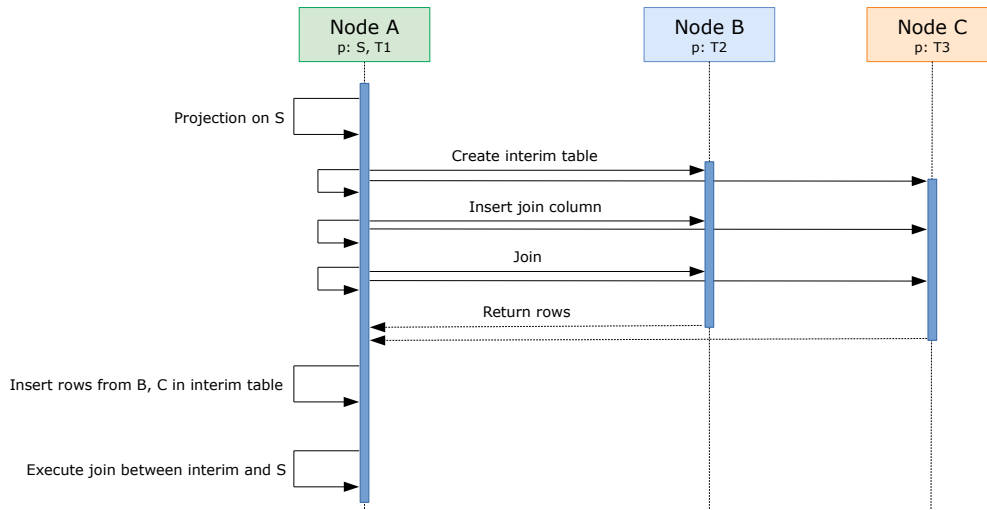 Node A
p: S, T1
Node B
p: T2
Node C
p: T3
Projection on S
Create interim table
Insert join column
Join
Return rows
Insert rows from B, C in interim table
Execute join between interim and S